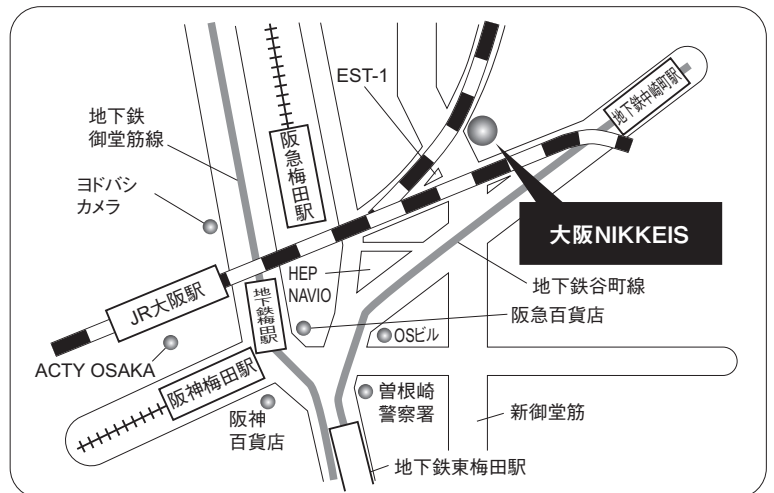 EST-1
地下鉄中崎町駅
地下鉄
御堂筋線
阪急梅田駅
ヨドバシ
カメラ
大阪NIKKEIS
HEP
NAVIO
地下鉄谷町線
JR大阪駅
地下鉄梅田駅
阪急百貨店
OSビル
ACTY OSAKA
阪神梅田駅
曽根崎
警察署
阪神
百貨店
新御堂筋
地下鉄東梅田駅